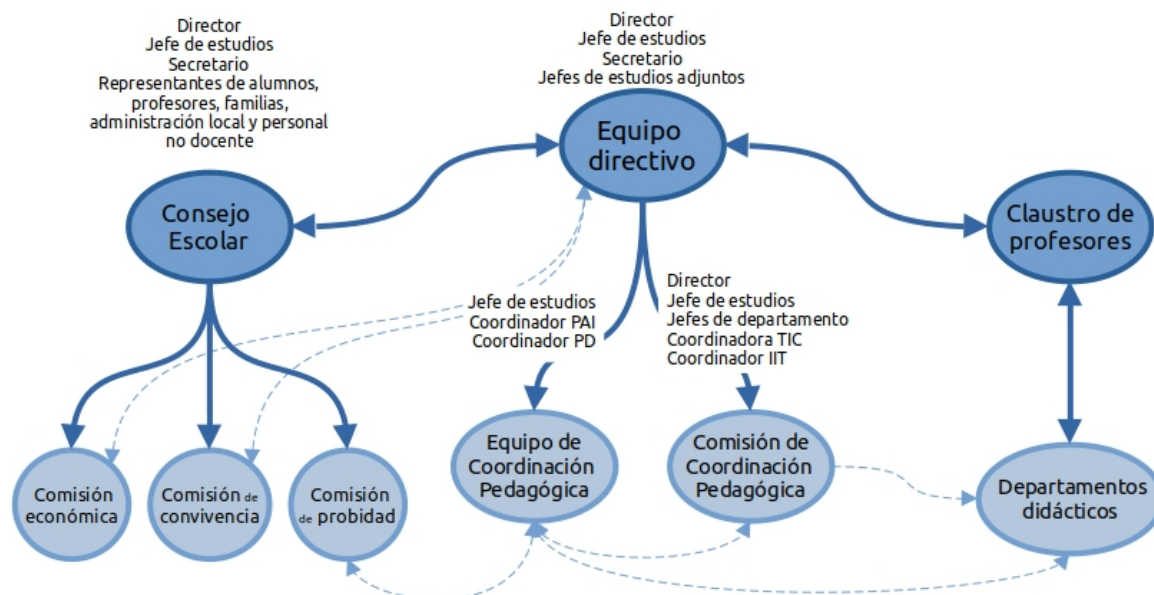 Director
Jefe de estudios
Secretario
Representantes de alumnos,
profesores, familias,
administración local y personal
no docente
Director
Jefe de estudios
Secretario
Jefes de estudios adjuntos
Equipo
directivo
Consejo
Escolar
Claustro de
profesores
Jefe de estudios
Coordinador PAI
Coordinador PD
Director
Jefe de estudios
Jefes de departamento
Coordinadora TIC
Coordinador IIT
Comisión
económica
Comisión de
convivencia
Comisión
de probidad
Equipo de
Coordinación
Pedagógica
Comisión de
Coordinación
Pedagógica
Departamentos
didácticos